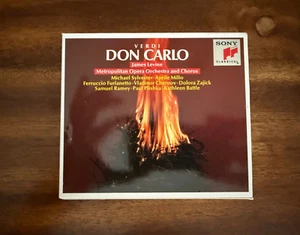 VERDI
DON CARLO
James Levine
Metropolitan Opera Orchestra and Chorus
Michael Sylvester · Aprile Millo
Ferruccio Furlanetto · Vladimir Chernov · Dolora Zajick
Samuel Ramey · Paul Plishka · Kathleen Battle
SONY
CLASSICAL